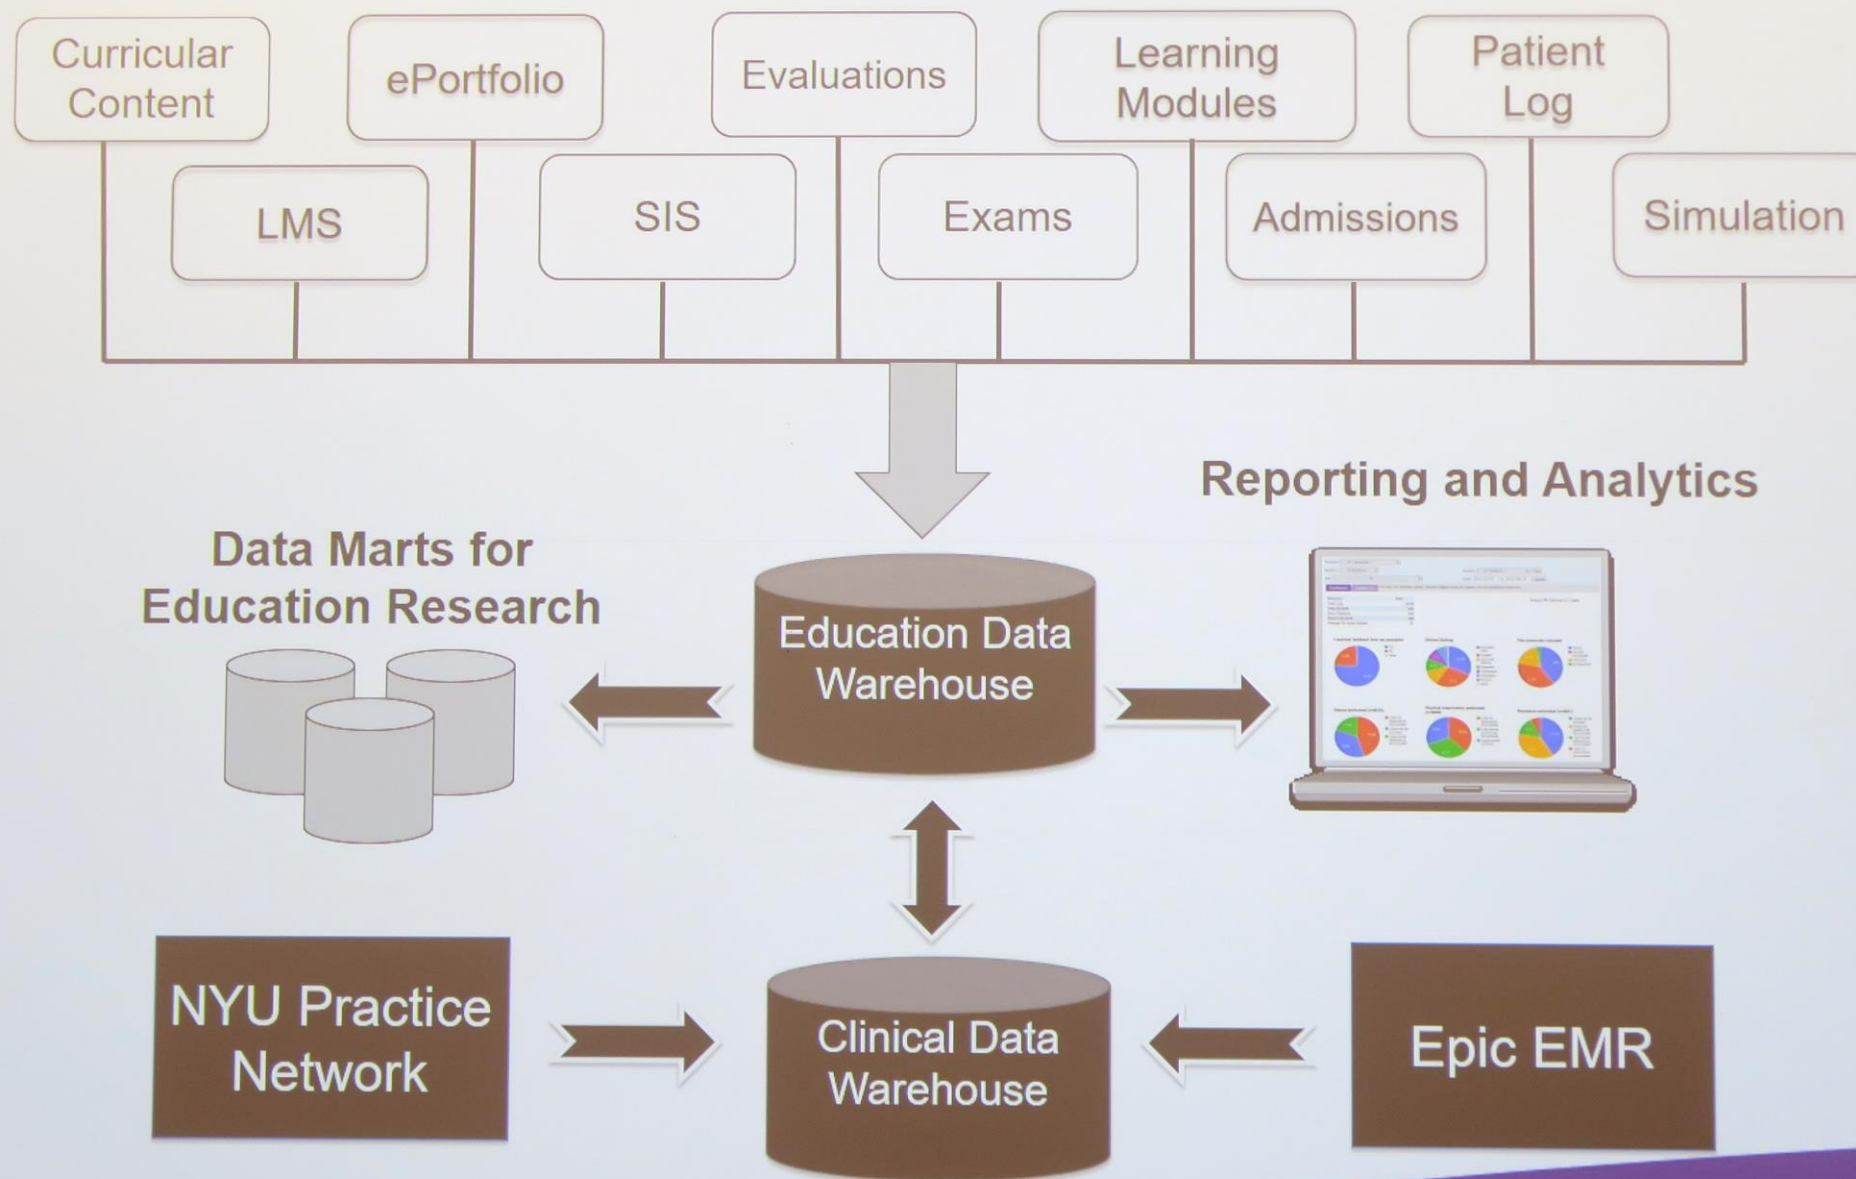 Curricular
Content
ePortfolio
Evaluations
Learning
Modules
Patient
Log
LMS
SIS
Exams
Admissions
Simulation
Reporting and Analytics
Data Marts for
Education Research
Education Data
Warehouse
NYU Practice
Network
Clinical Data
Warehouse
Epic EMR